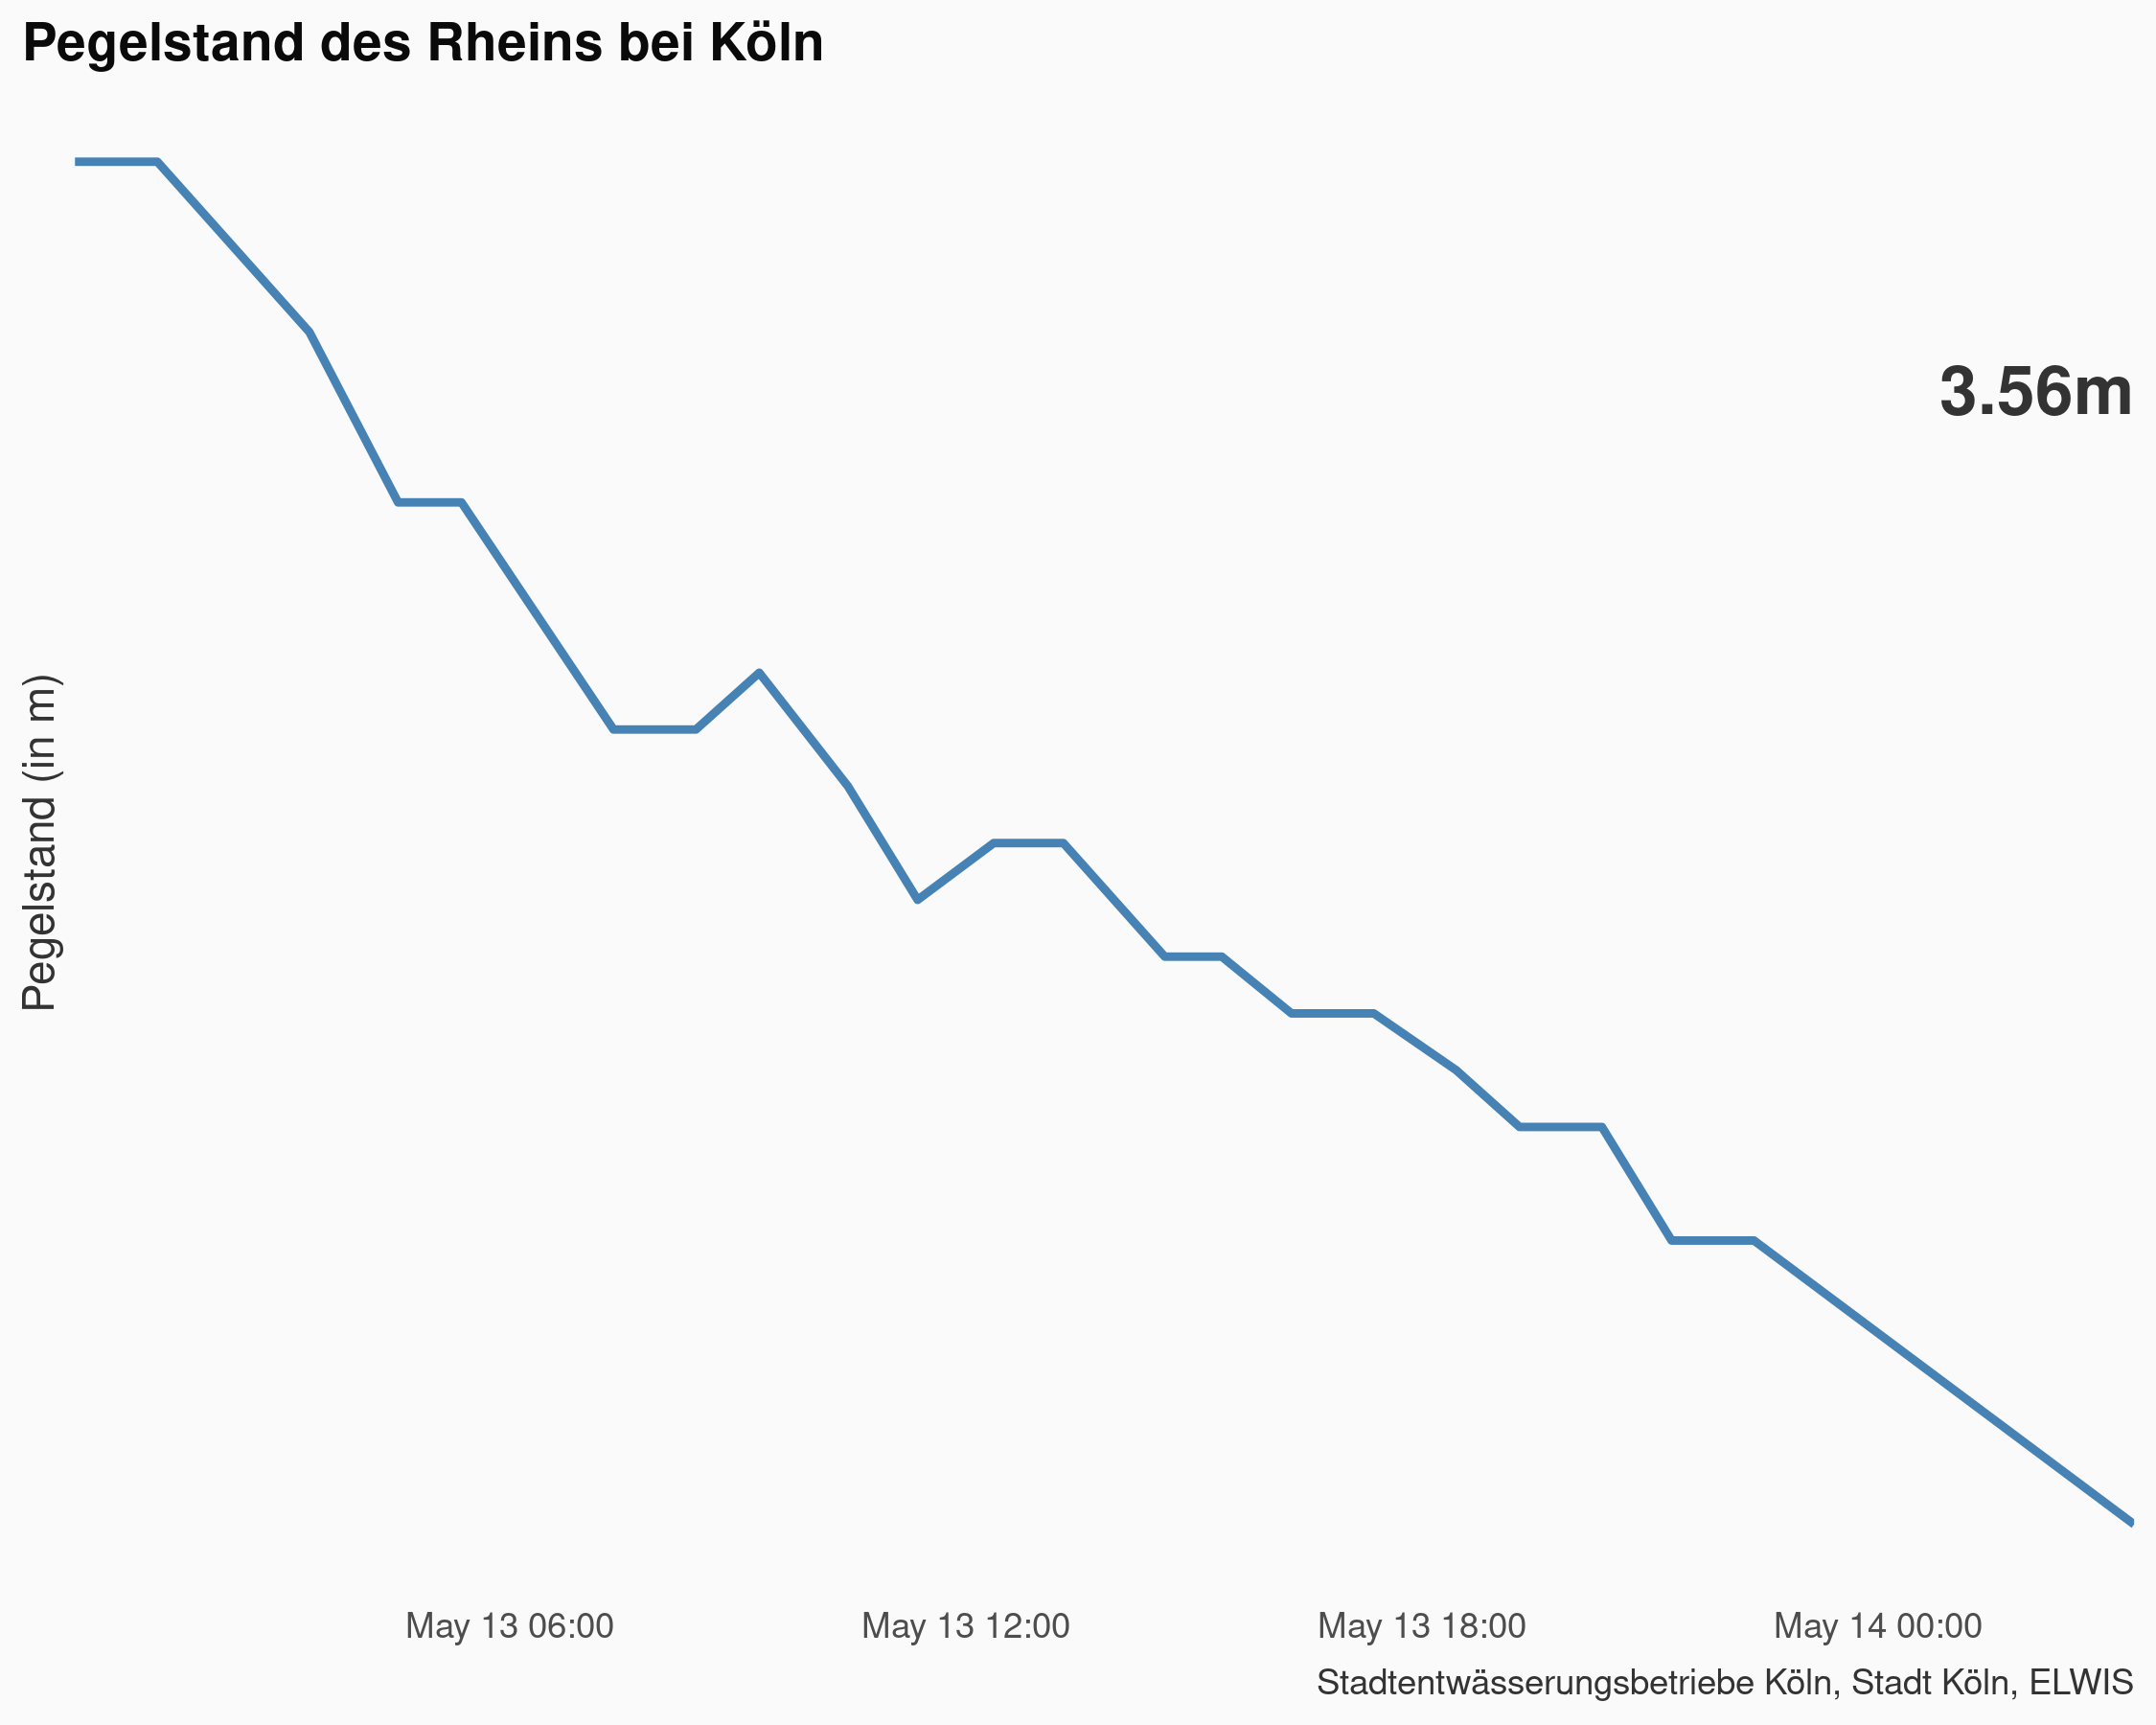 Pegelstand des Rheins bei Köln
3.56m
Pegelstand (in m)
May 13 06:00 May 13 12:00 May 13 18:00 May 14 00:00
Stadtentwässerungsbetriebe Köln, Stadt Köln, ELWIS